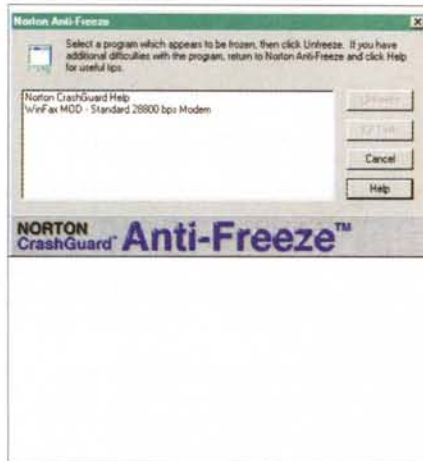 Norton Anti-Freeze
Select a program which appears to be frozen, then click Unfreeze. If you have
additional difficulties with the program, return to Norton Anti-Freeze and click Help
for useful tips.
Norton CrashGuard Help
WinFax MOD - Standard 28800 bps Modem
Cancel
Help
NORTON
CrashGuard™ Anti-Freeze™